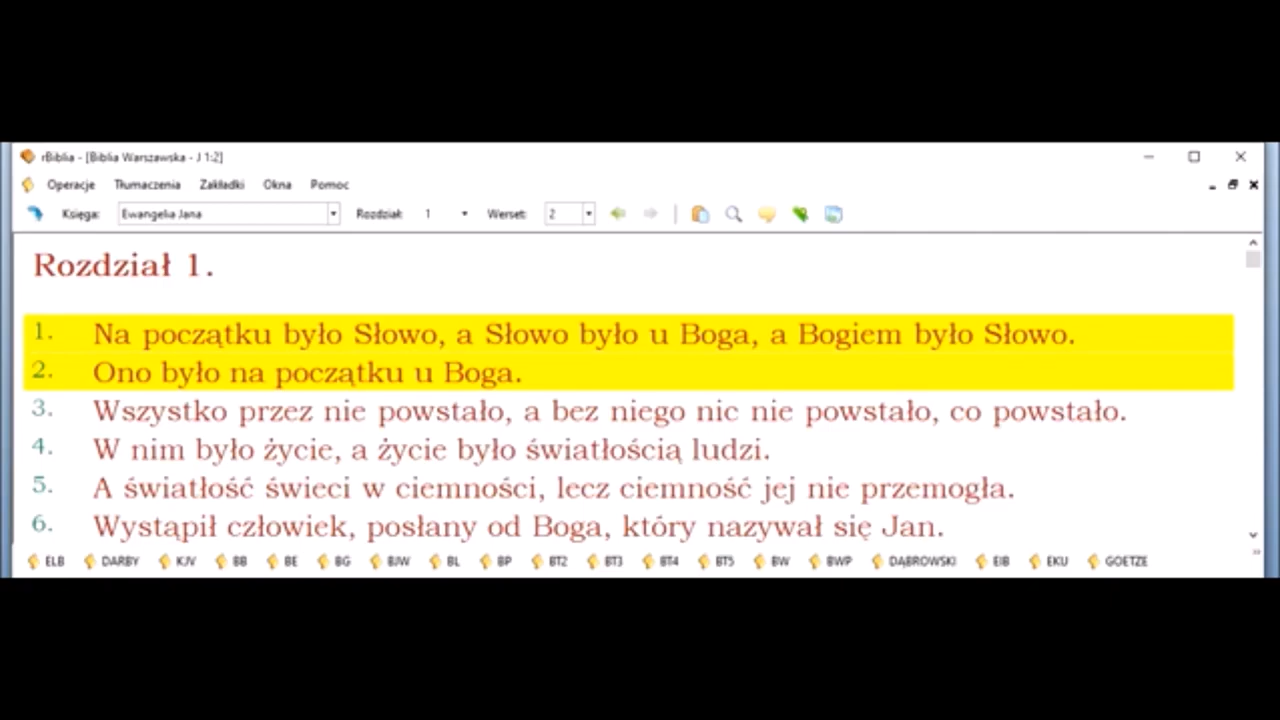 rBiblia - [Biblia Warszawska - J 1:2]
Operacje Tłumaczenia Zakładki Okna Pomoc
Księga: Ewangelia Jana Rozdział: 1 Werset: 2
Rozdział 1.
1. Na początku było Słowo, a Słowo było u Boga, a Bogiem było Słowo.
2. Ono było na początku u Boga.
3. Wszystko przez nie powstało, a bez niego nic nie powstało, co powstało.
4. W nim było życie, a życie było światłością ludzi.
5. A światłość świeci w ciemności, lecz ciemność jej nie przemogła.
6. Wystąpił człowiek, posłany od Boga, który nazywał się Jan.
ELB DARBY KJV BB BE BG BJW BL BP BT2 BT3 BT4 BT5 BW BWP DĄBROWSKI EIB EKU GOETZE